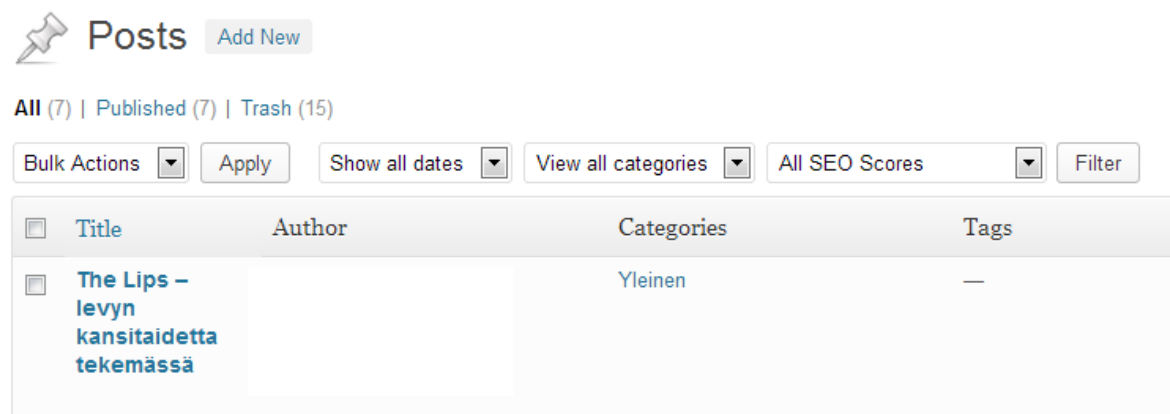 Posts Add New
All (7) | Published (7) | Trash (15)
Bulk Actions Apply Show all dates View all categories All SEO Scores Filter
Title Author Categories Tags
The Lips – Yleinen —
levyn
kansitaidetta
tekemässä